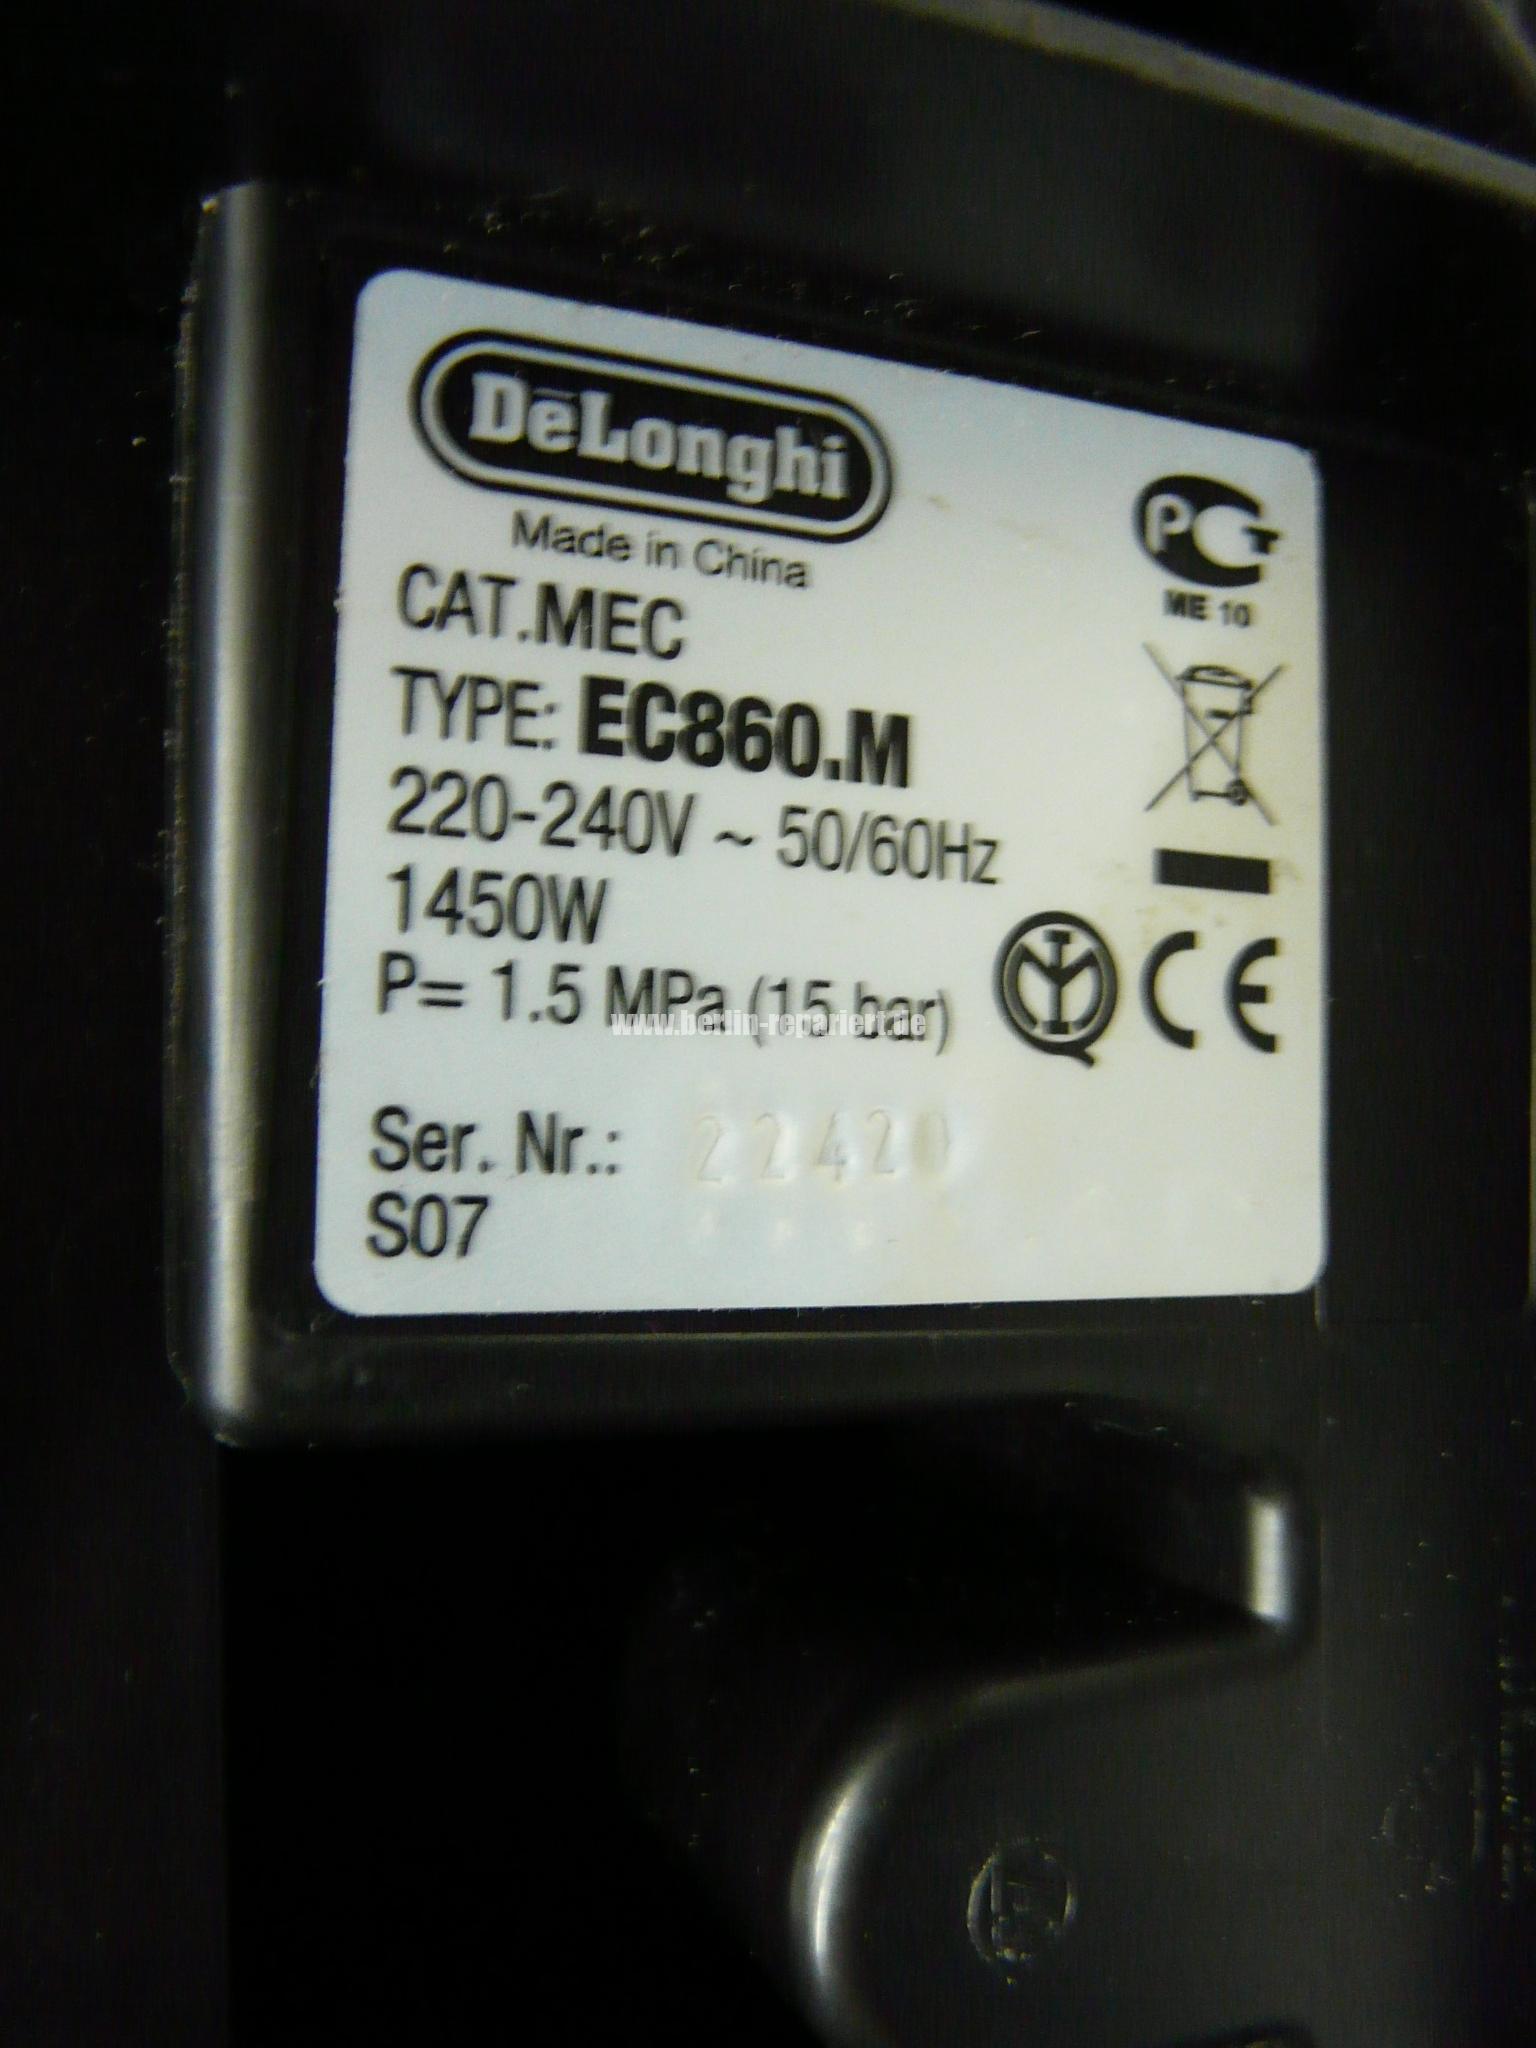 DeLonghi
Made in China
CAT.MEC
TYPE: EC860.M
220-240V ~ 50/60Hz
1450W
P= 1.5 MPa (15 bar)
www.berlin-repariert.de
Ser. Nr.: 22420
S07
PCT
ME 10
CE